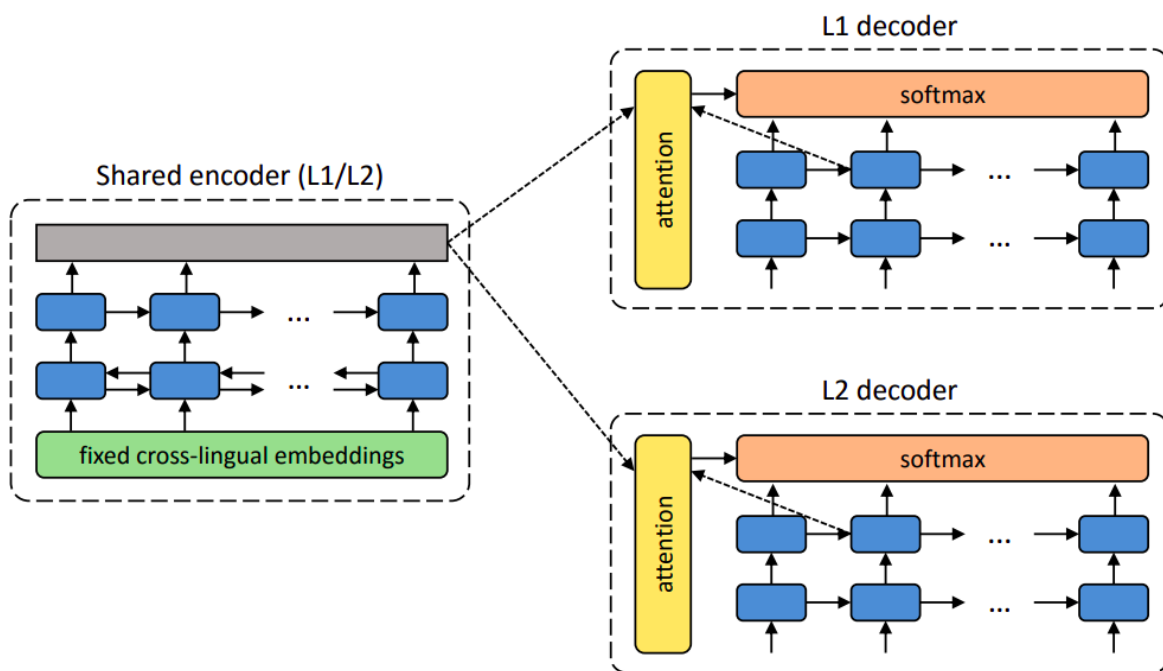 Shared encoder (L1/L2)
...
...
fixed cross-lingual embeddings
L1 decoder
attention
softmax
...
...
L2 decoder
attention
softmax
...
...